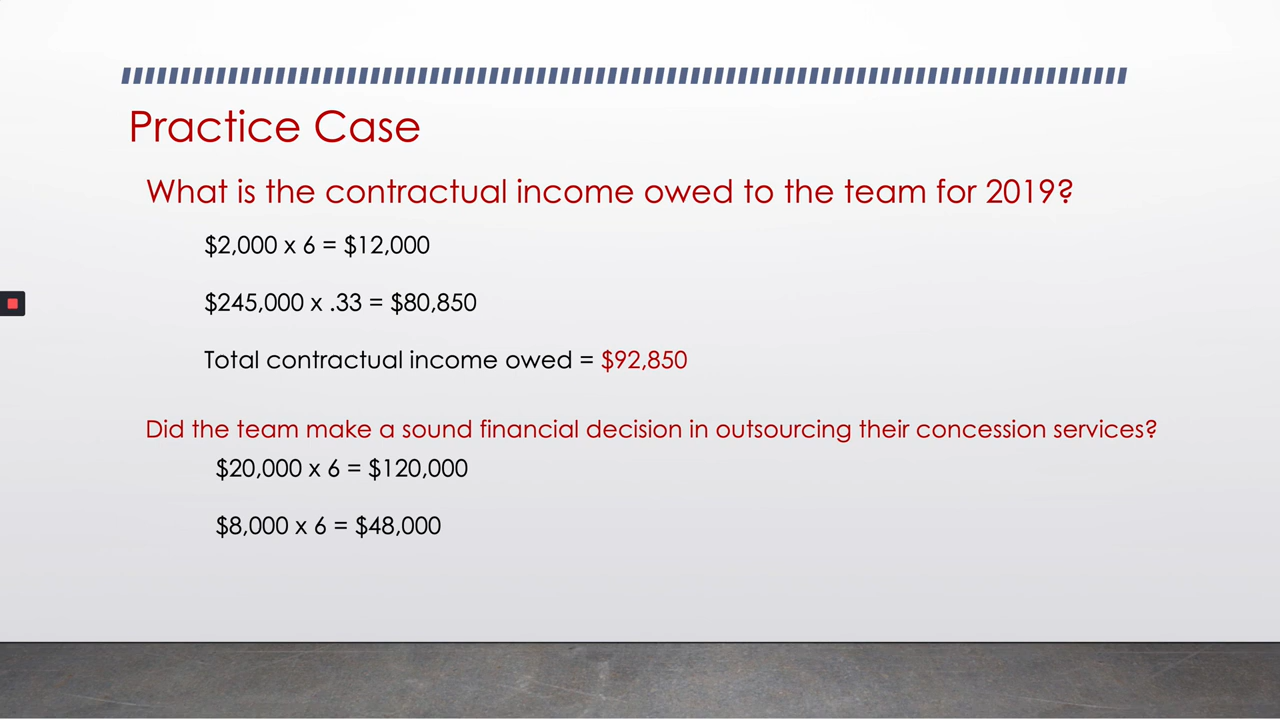 Practice Case
What is the contractual income owed to the team for 2019?
$2,000 x 6 = $12,000
$245,000 x .33 = $80,850
Total contractual income owed = $92,850
Did the team make a sound financial decision in outsourcing their concession services?
$20,000 x 6 = $120,000
$8,000 x 6 = $48,000